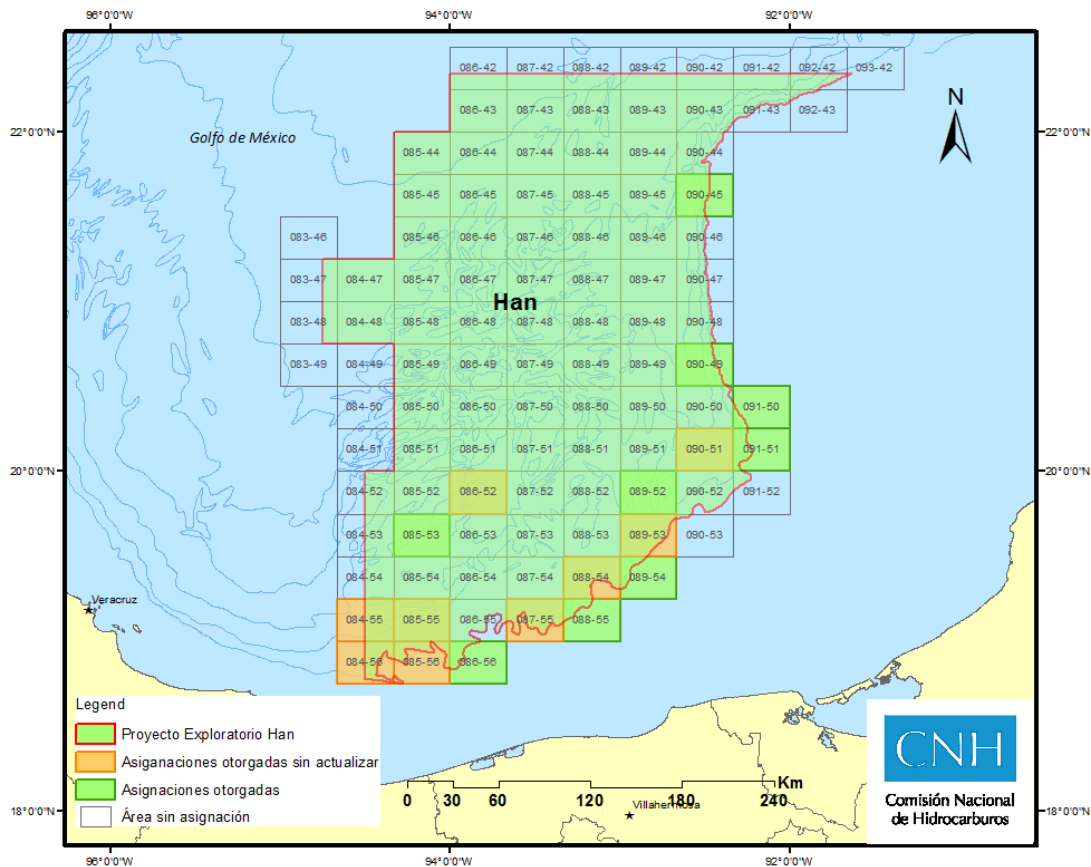 96°0'0"W 94°0'0"W 92°0'0"W
086-42 087-42 088-42 089-42 090-42 091-42 092-42 093-42
086-43 087-43 088-43 089-43 090-43 091-43 092-43
N
22°0'0"N 22°0'0"N
Golfo de México
085-44 086-44 087-44 088-44 089-44 090-44
085-45 086-45 087-45 088-45 089-45 090-45
083-46 085-46 086-46 087-46 088-46 089-46 090-46
083-47 084-47 085-47 086-47 087-47 088-47 089-47 090-47
Han
083-48 084-48 085-48 086-48 087-48 088-48 089-48 090-48
083-49 084-49 085-49 086-49 087-49 088-49 089-49 090-49
084-50 085-50 086-50 087-50 088-50 089-50 090-50 091-50
084-51 085-51 086-51 087-51 088-51 089-51 090-51 091-51
20°0'0"N 20°0'0"N
084-52 085-52 086-52 087-52 088-52 089-52 090-52 091-52
084-53 085-53 086-53 087-53 088-53 089-53 090-53
084-54 085-54 086-54 087-54 088-54 089-54
Veracruz
084-55 085-55 086-55 087-55 088-55
084-56 085-56 086-56
Legend
Proyecto Exploratorio Han
Asiganaciones otorgadas sin actualizar
Asignaciones otorgadas
Área sin asignación
Km
0 30 60 120 180 240
Villahermosa
CNH
Comisión Nacional
de Hidrocarburos
18°0'0"N 18°0'0"N
96°0'0"W 94°0'0"W 92°0'0"W